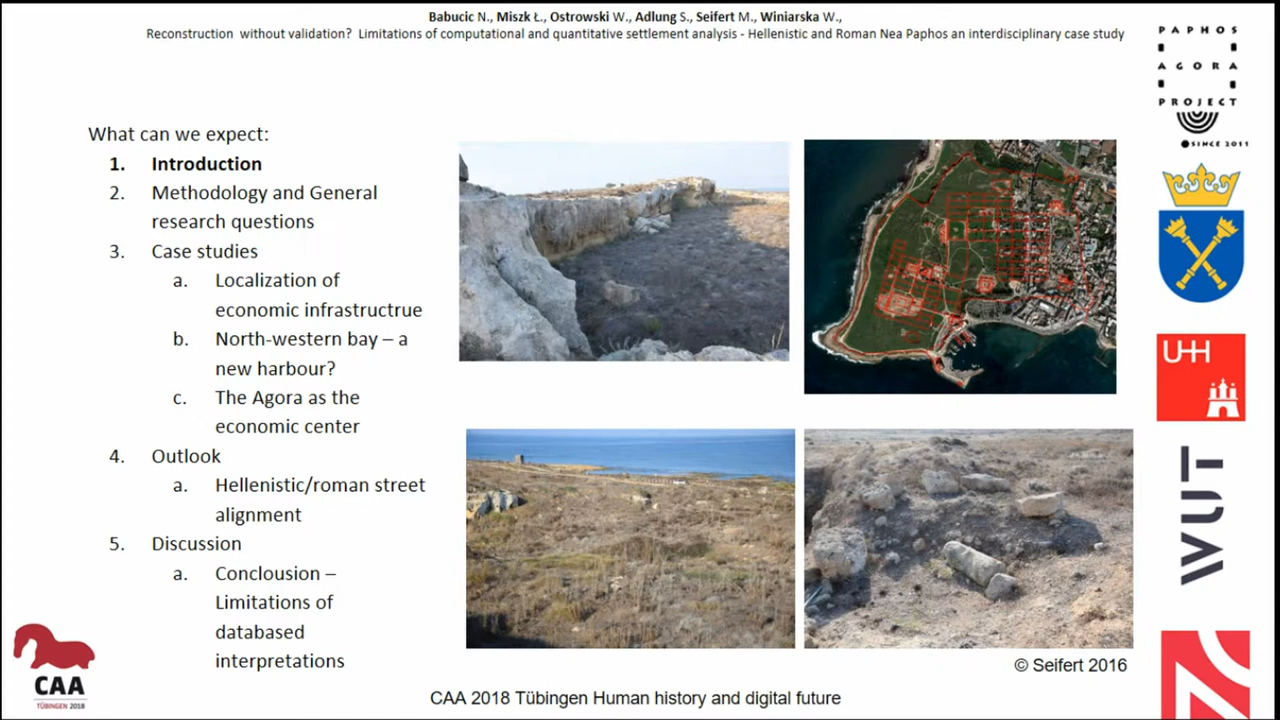 Babucic N., Miszk Ł., Ostrowski W., Adlung S., Seifert M., Winiarska W.,
Reconstruction without validation? Limitations of computational and quantitative settlement analysis - Hellenistic and Roman Nea Paphos an interdisciplinary case study
What can we expect:
1. Introduction
2. Methodology and General
research questions
3. Case studies
a. Localization of
economic infrastructrue
b. North-western bay – a
new harbour?
c. The Agora as the
economic center
4. Outlook
a. Hellenistic/roman street
alignment
5. Discussion
a. Conclousion –
Limitations of
databased
interpretations
© Seifert 2016
CAA 2018 Tübingen Human history and digital future
CAA
TÜBINGEN 2018
PAPHOS
AGORA
PROJECT
SINCE 2011
UHH
WUT